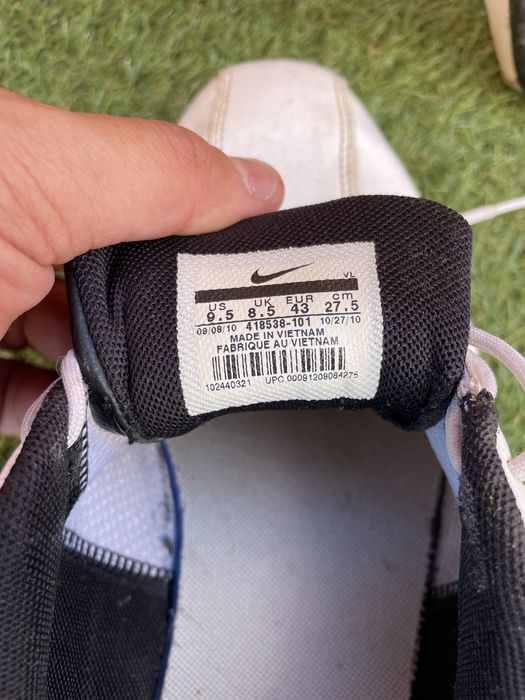 VL
US UK EUR cm
9.5 8.5 43 27.5
09/08/10 418538-101 10/27/10
MADE IN VIETNAM
FABRIQUE AU VIETNAM
102440321 UPC 00091209064275